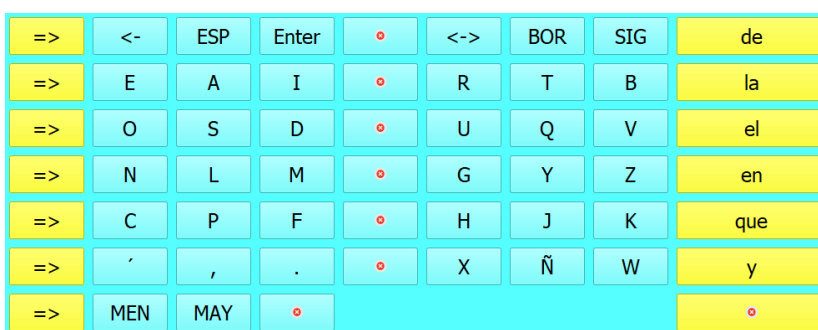 => <- ESP Enter <-> BOR SIG de
=> E A I R T B la
=> O S D U Q V el
=> N L M G Y Z en
=> C P F H J K que
=> ´ , . X Ñ W y
=> MEN MAY